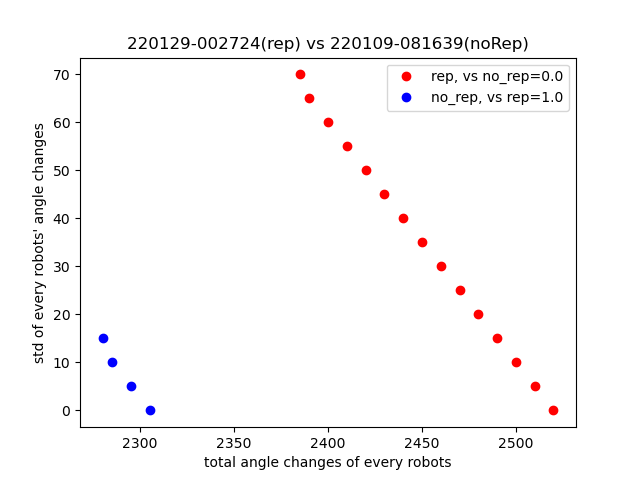 220129-002724(rep) vs 220109-081639(noRep)
rep, vs no_rep=0.0
no_rep, vs rep=1.0
std of every robots' angle changes
70
60
50
40
30
20
10
0
2300 2350 2400 2450 2500
total angle changes of every robots